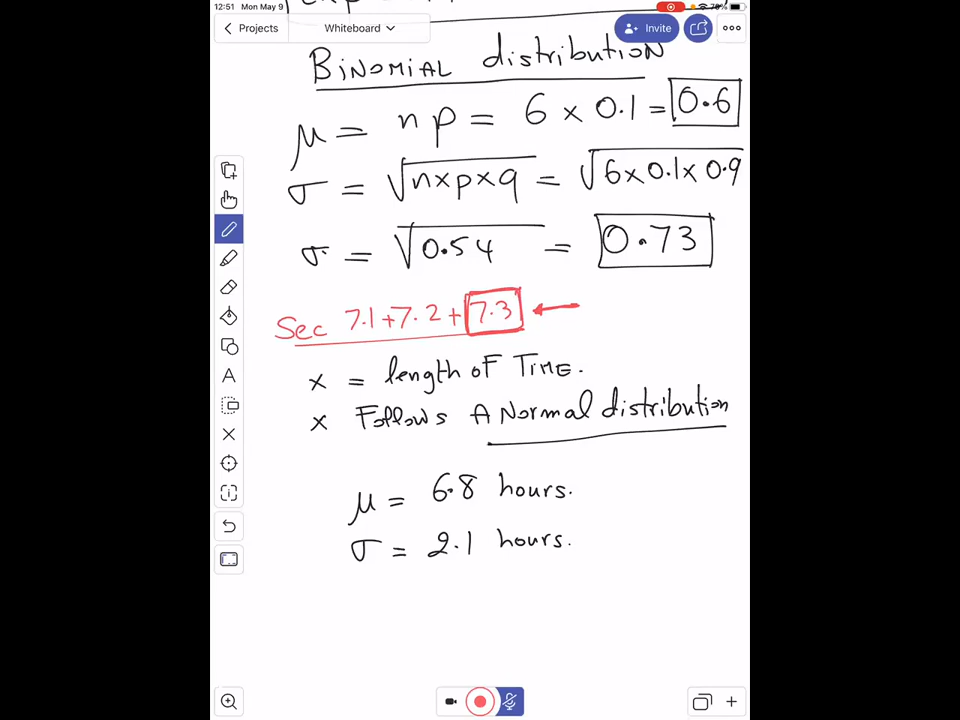 12:51 Mon May 9
Projects Whiteboard Invite
BINOMIAL distribution
μ = np = 6 × 0.1 = 0.6
σ = √n×p×q = √6×0.1×0.9
σ = √0.54 = 0.73
Sec 7.1+7.2+7.3
x = length OF TIME.
x Follows A Normal distribution
μ = 6.8 hours.
σ = 2.1 hours.